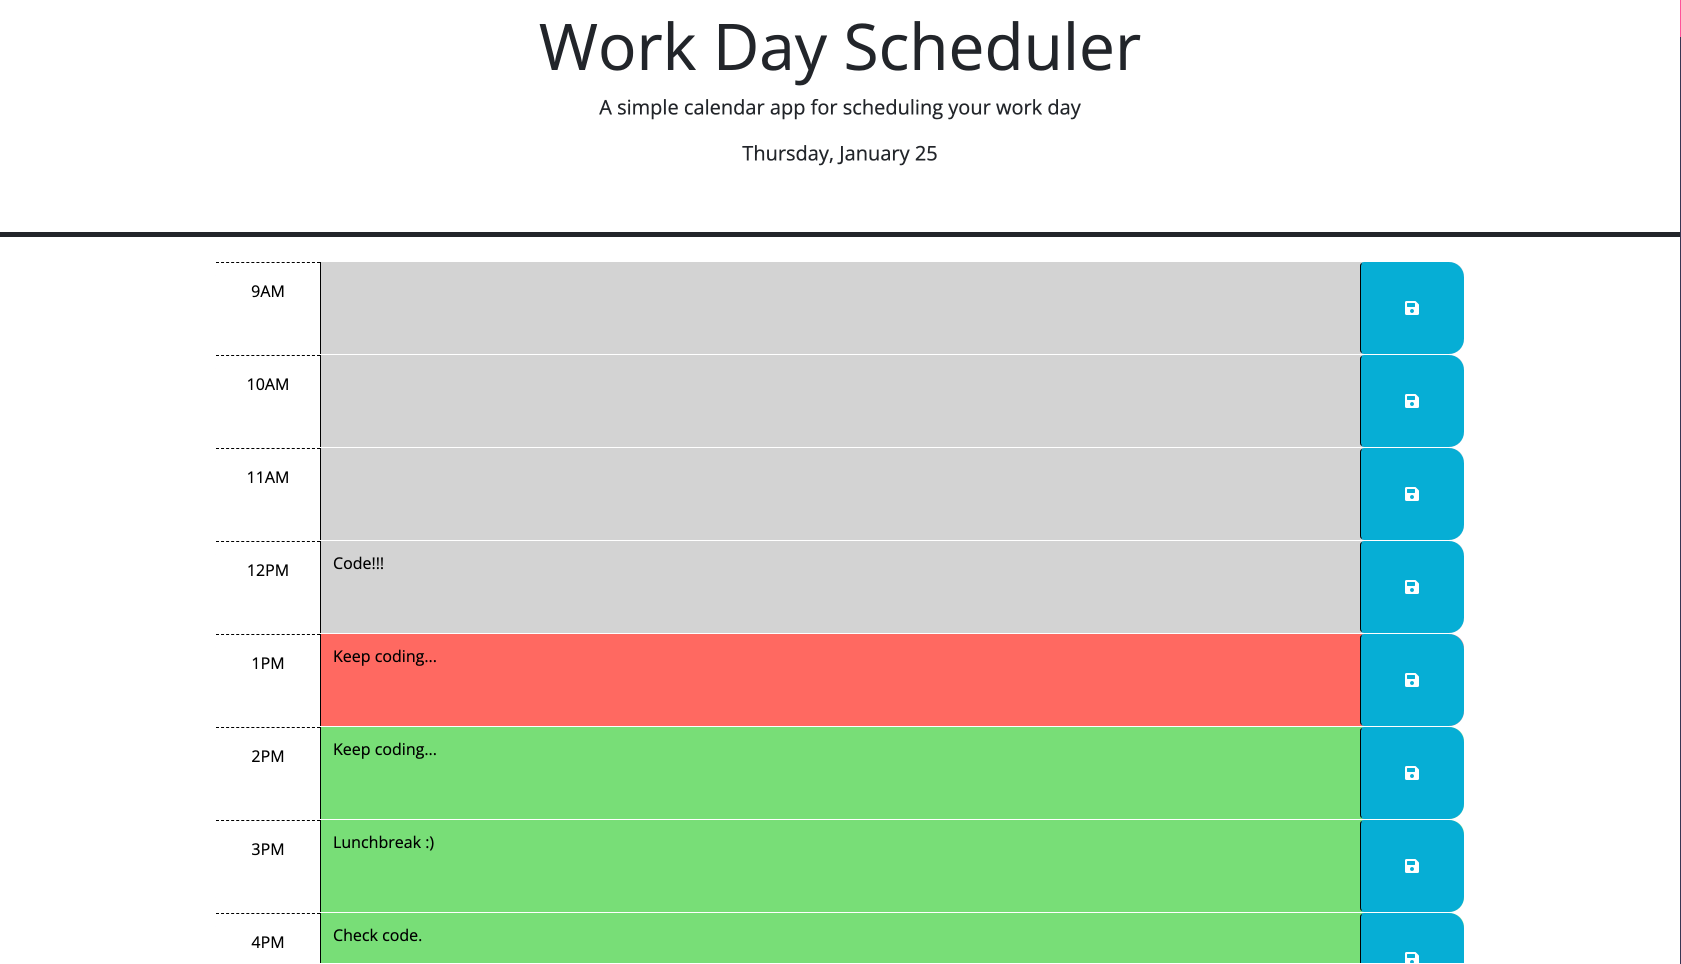 Work Day Scheduler
A simple calendar app for scheduling your work day
Thursday, January 25
9AM
10AM
11AM
12PM
Code!!!
1PM
Keep coding...
2PM
Keep coding...
3PM
Lunchbreak :)
4PM
Check code.